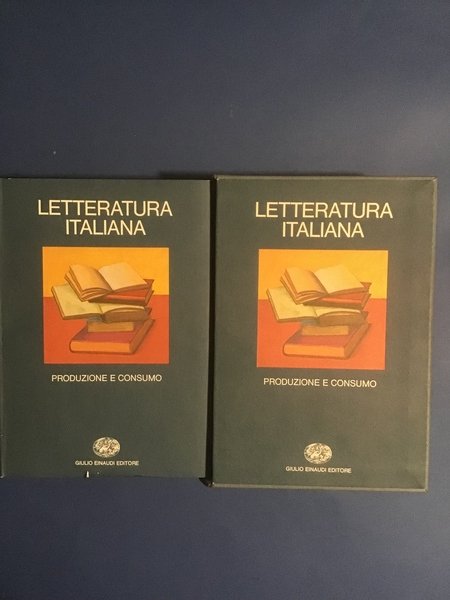 LETTERATURA
ITALIANA
PRODUZIONE E CONSUMO
GIULIO EINAUDI EDITORE
LETTERATURA
ITALIANA
PRODUZIONE E CONSUMO
GIULIO EINAUDI EDITORE